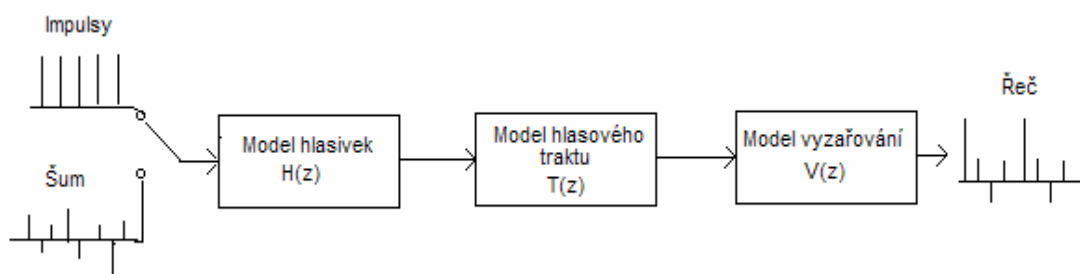 Impulsy
Šum
Model hlasivek
H(z)
Model hlasového
traktu
T(z)
Model vyzařování
V(z)
Řeč